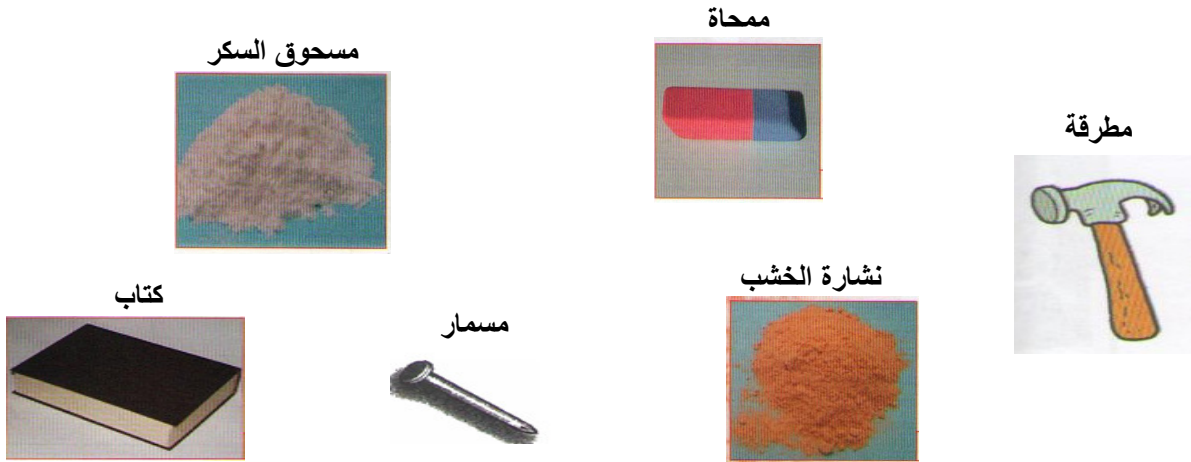 ممحاة
مسحوق السكر
مطرقة
نشارة الخشب
كتاب
مسمار